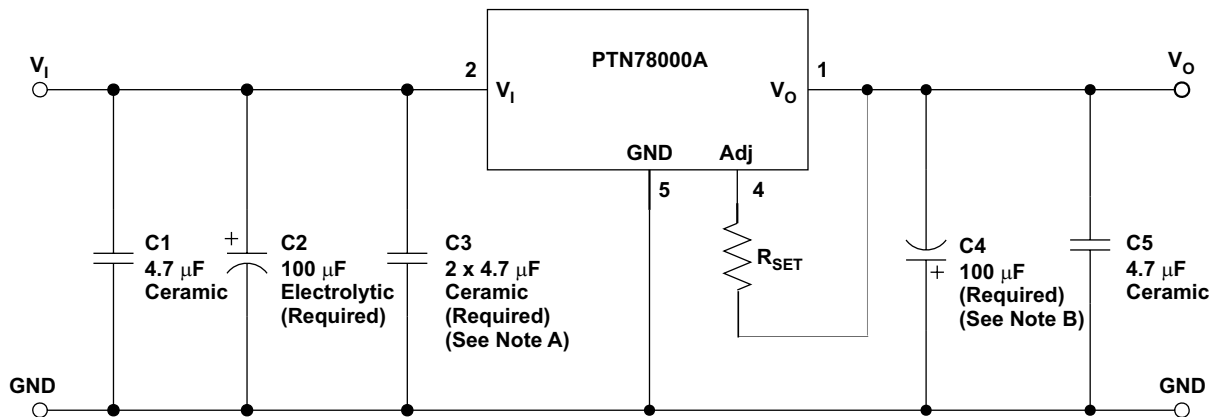 PTN78000A
V_I
2
V_I
V_O
1
V_O
GND
Adj
5
4
C1
4.7 μF
Ceramic
+
C2
100 μF
Electrolytic
(Required)
C3
2 x 4.7 μF
Ceramic
(Required)
(See Note A)
R_SET
C4
100 μF
+
(Required)
(See Note B)
C5
4.7 μF
Ceramic
GND
GND